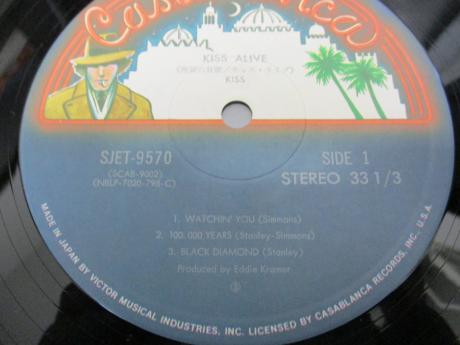 Casablanca
KISS ALIVE
KISS
SJET-9570
SIDE 1
(SCAB-9002)
(NBLP-7020-798-C)
STEREO 33 1/3
1. WATCHIN' YOU (Simmons)
2. 100,000 YEARS (Stanley-Simmons)
3. BLACK DIAMOND (Stanley)
Produced by Eddie Kramer
MADE IN JAPAN BY VICTOR MUSICAL INDUSTRIES, INC. LICENSED BY CASABLANCA RECORDS, INC., U.S.A.